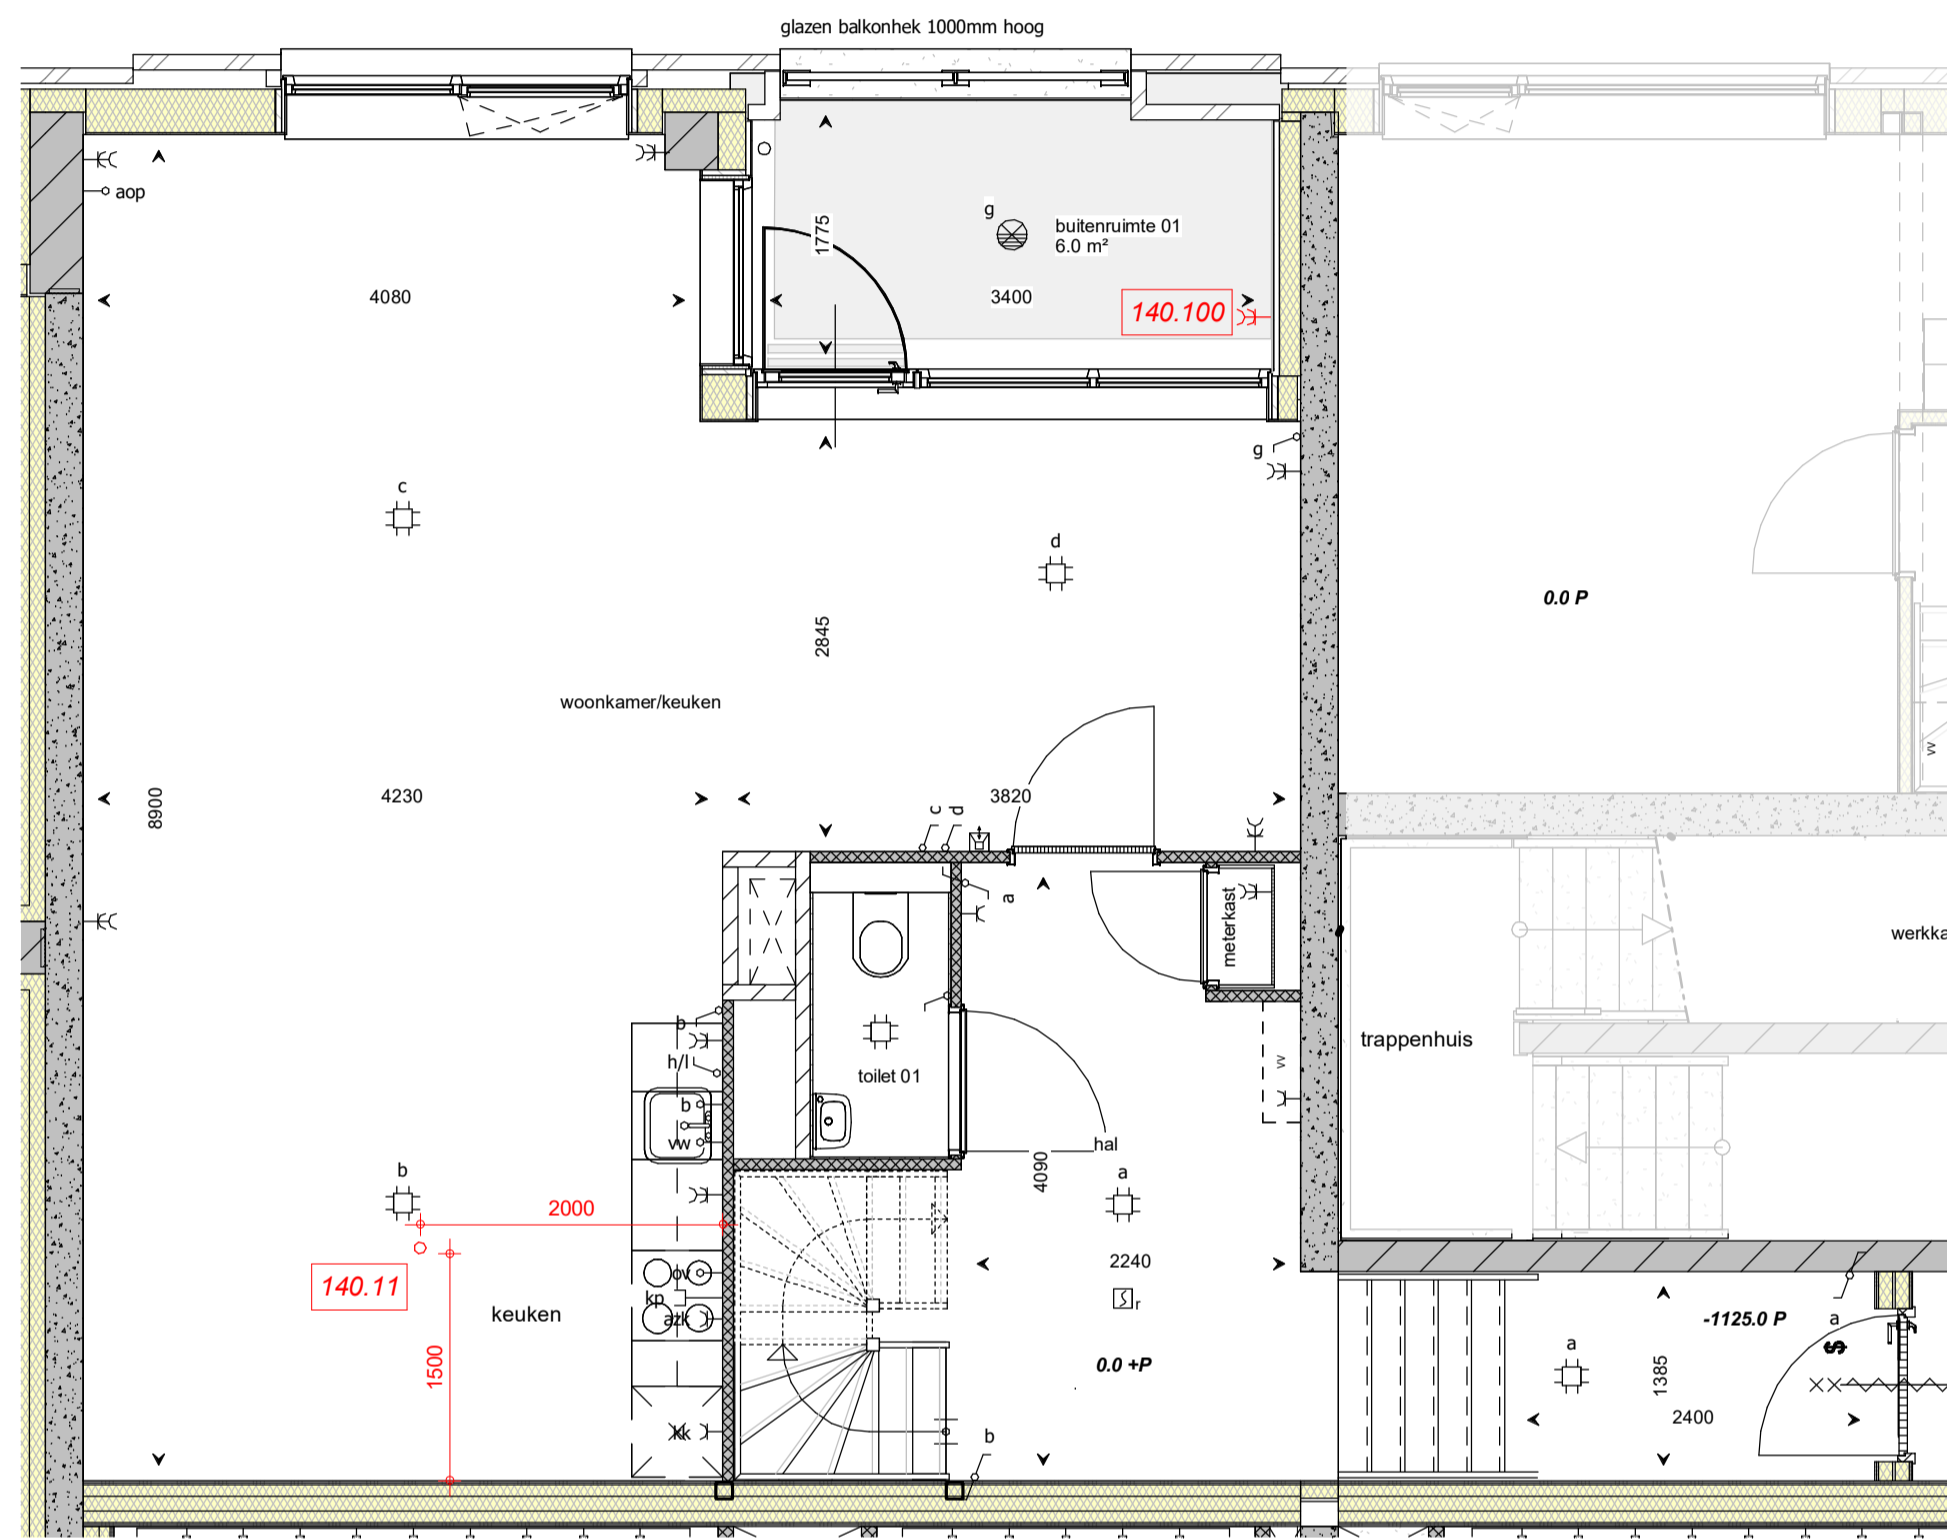 glazen balkonhek 1000mm hoog
aop
g
buitenruimte 01
6.0 m²
1775
4080
3400
140.100
g
c
d
0.0 P
2845
woonkamer/keuken
vv
8900
4230
3820
c
d
a
meterkast
werkka
b
h/l
trappenhuis
vv
toilet 01
b
vw
hal
4090
b
a
2000
2240
140.11
ov
kp
azk
r
keuken
-1125.0 P
a
a
0.0 +P
1500
1385
2400
kk
b